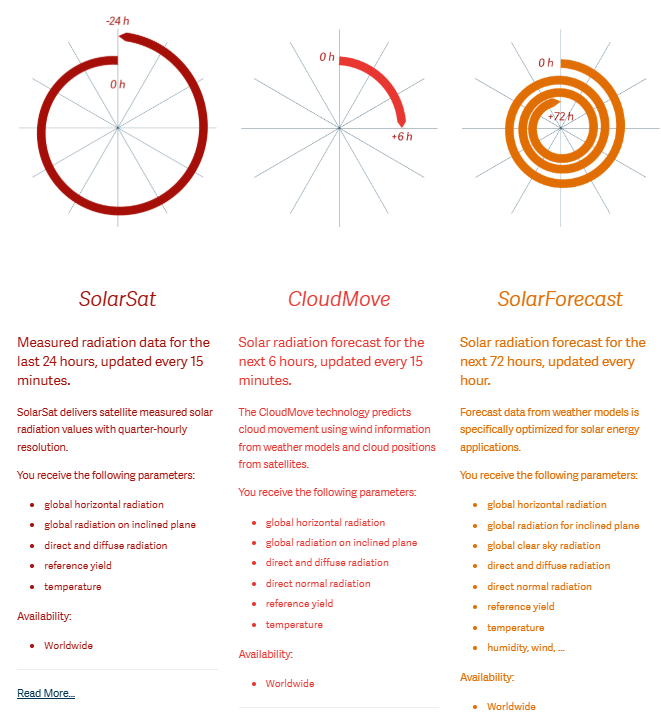 -24 h
0 h
0 h
+6 h
0 h
+72 h
SolarSat
Measured radiation data for the
last 24 hours, updated every 15
minutes.
SolarSat delivers satellite measured solar
radiation values with quarter-hourly
resolution.
You receive the following parameters:
global horizontal radiation
global radiation on inclined plane
direct and diffuse radiation
reference yield
temperature
Availability:
Worldwide
Read More...
CloudMove
Solar radiation forecast for the
next 6 hours, updated every 15
minutes.
The CloudMove technology predicts
cloud movement using wind information
from weather models and cloud positions
from satellites.
You receive the following parameters:
global horizontal radiation
global radiation on inclined plane
direct and diffuse radiation
direct normal radiation
reference yield
temperature
Availability:
Worldwide
SolarForecast
Solar radiation forecast for the
next 72 hours, updated every
hour.
Forecast data from weather models is
specifically optimized for solar energy
applications.
You receive the following parameters:
global horizontal radiation
global radiation for inclined plane
global clear sky radiation
direct and diffuse radiation
direct normal radiation
reference yield
temperature
humidity, wind, ...
Availability:
Worldwide